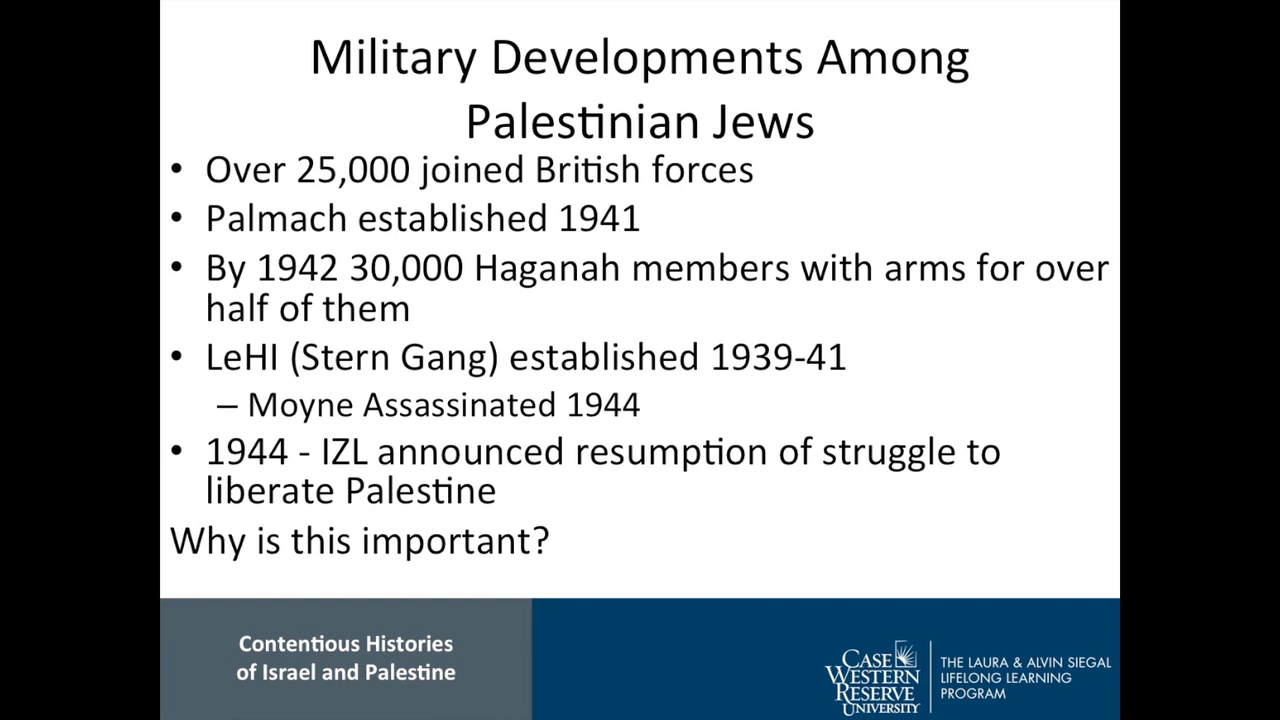 Military Developments Among
Palestinian Jews
• Over 25,000 joined British forces
• Palmach established 1941
• By 1942 30,000 Haganah members with arms for over
half of them
• LeHI (Stern Gang) established 1939-41
– Moyne Assassinated 1944
• 1944 - IZL announced resumption of struggle to
liberate Palestine
Why is this important?
Contentious Histories
of Israel and Palestine
CASE
WESTERN
RESERVE
UNIVERSITY
THE LAURA & ALVIN SIEGAL
LIFELONG LEARNING
PROGRAM